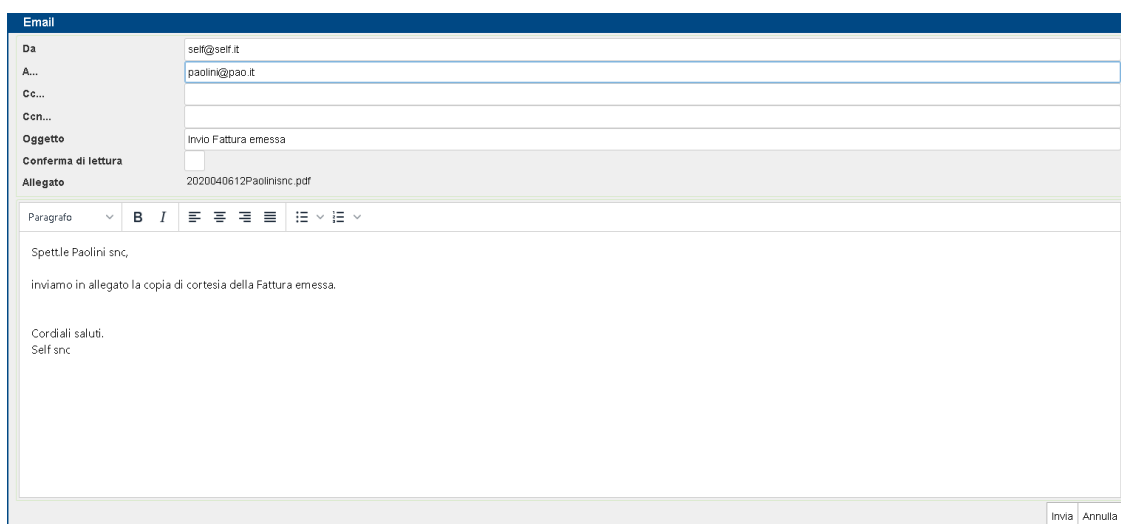 Email
Da self@self.it
A... paolini@pao.it
Cc...
Ccn...
Oggetto Invio Fattura emessa
Conferma di lettura
Allegato 2020040612Paolinisnc.pdf
Paragrafo B I
Spett.le Paolini snc,
inviamo in allegato la copia di cortesia della Fattura emessa.
Cordiali saluti.
Self snc
Invia Annulla